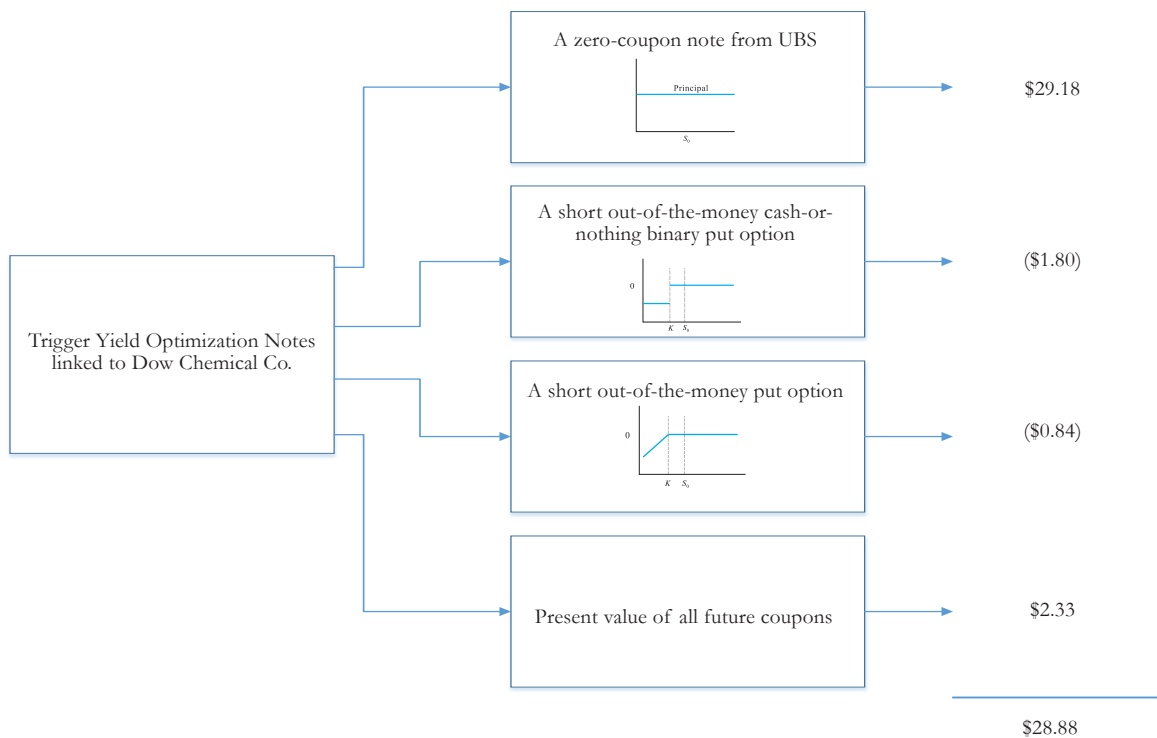 A zero-coupon note from UBS
Principal
S₀
$29.18
A short out-of-the-money cash-or-
nothing binary put option
0
K S₀
($1.80)
Trigger Yield Optimization Notes
linked to Dow Chemical Co.
A short out-of-the-money put option
0
K S₀
($0.84)
Present value of all future coupons
$2.33
$28.88